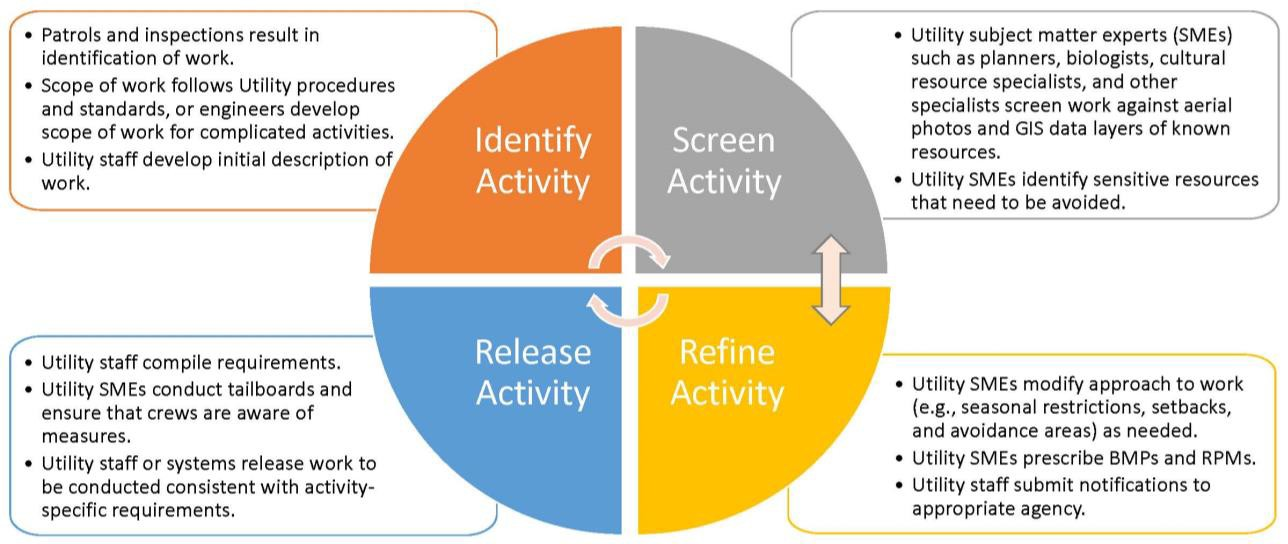 • Patrols and inspections result in
identification of work.
• Scope of work follows Utility procedures
and standards, or engineers develop
scope of work for complicated activities.
• Utility staff develop initial description of
work.
Identify
Activity
Screen
Activity
• Utility subject matter experts (SMEs)
such as planners, biologists, cultural
resource specialists, and other
specialists screen work against aerial
photos and GIS data layers of known
resources.
• Utility SMEs identify sensitive resources
that need to be avoided.
• Utility staff compile requirements.
• Utility SMEs conduct tailboards and
ensure that crews are aware of
measures.
• Utility staff or systems release work to
be conducted consistent with activity-
specific requirements.
Release
Activity
Refine
Activity
• Utility SMEs modify approach to work
(e.g., seasonal restrictions, setbacks,
and avoidance areas) as needed.
• Utility SMEs prescribe BMPs and RPMs.
• Utility staff submit notifications to
appropriate agency.